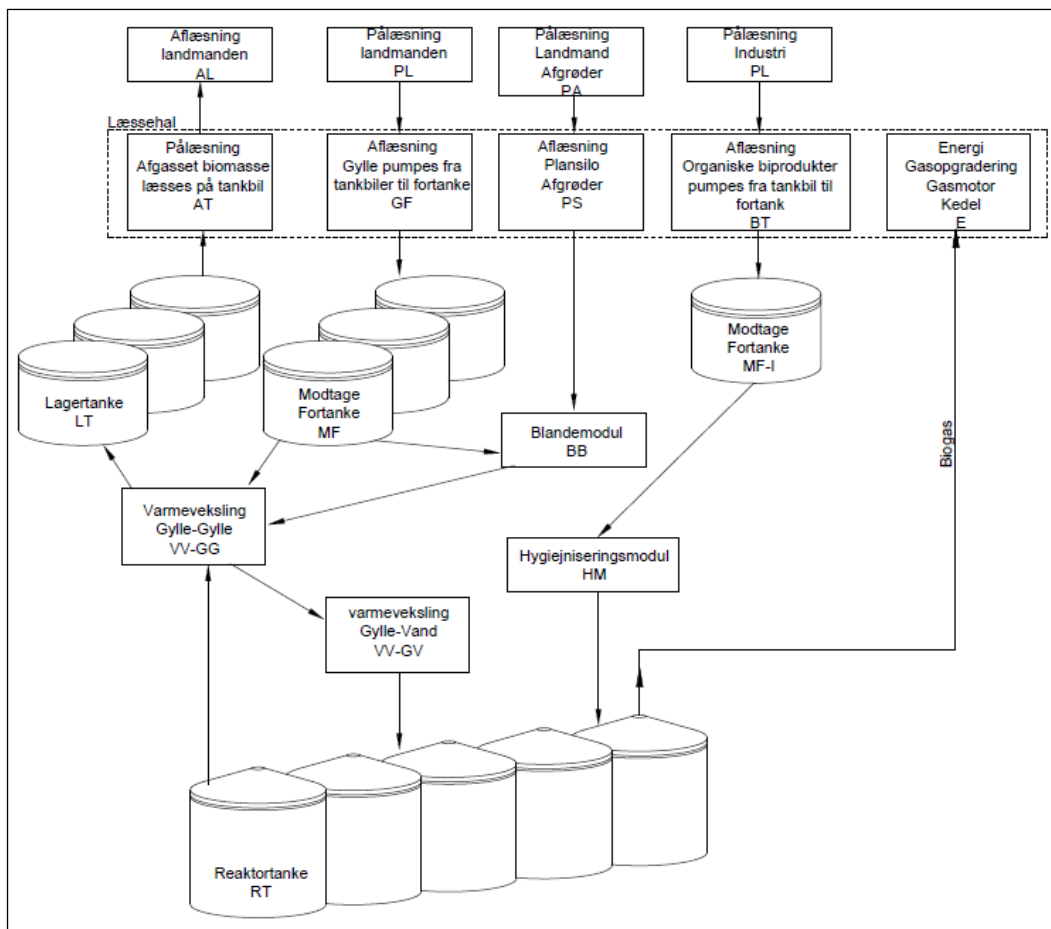 Aflæsning
landmanden
AL
Pålæsning
landmanden
PL
Pålæsning
Landmand
Afgrøder
PA
Pålæsning
Industri
PL
Læssehal
Pålæsning
Afgasset biomasse
læsses på tankbil
AT
Aflæsning
Gylle pumpes fra
tankbiler til fortanke
GF
Aflæsning
Plansilo
Afgrøder
PS
Aflæsning
Organiske biprodukter
pumpes fra tankbil til
fortank
BT
Energi
Gasopgradering
Gasmotor
Kedel
E
Lagertanke
LT
Modtage
Fortanke
MF
Modtage
Fortanke
MF-I
Blandemodul
BB
Biogas
Varmeveksling
Gylle-Gylle
VV-GG
Hygiejniseringsmodul
HM
varmeveksling
Gylle-Vand
VV-GV
Reaktortanke
RT